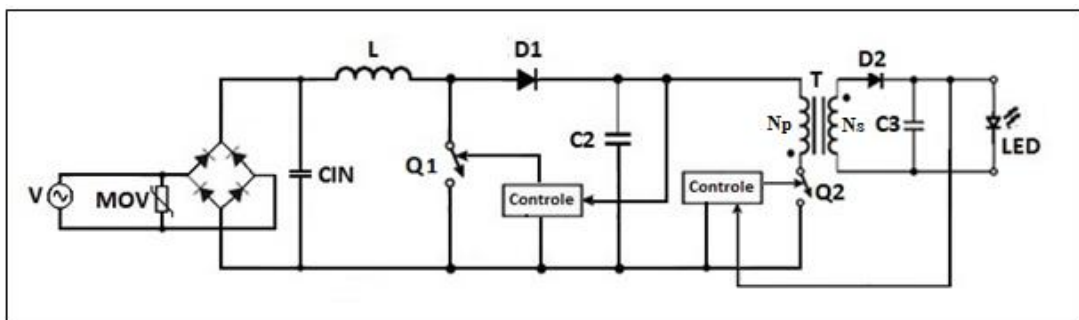 L
D1
D2
T
Np
Ns
C3
LED
C2
Q1
CIN
V
MOV
Controle
Controle
Q2